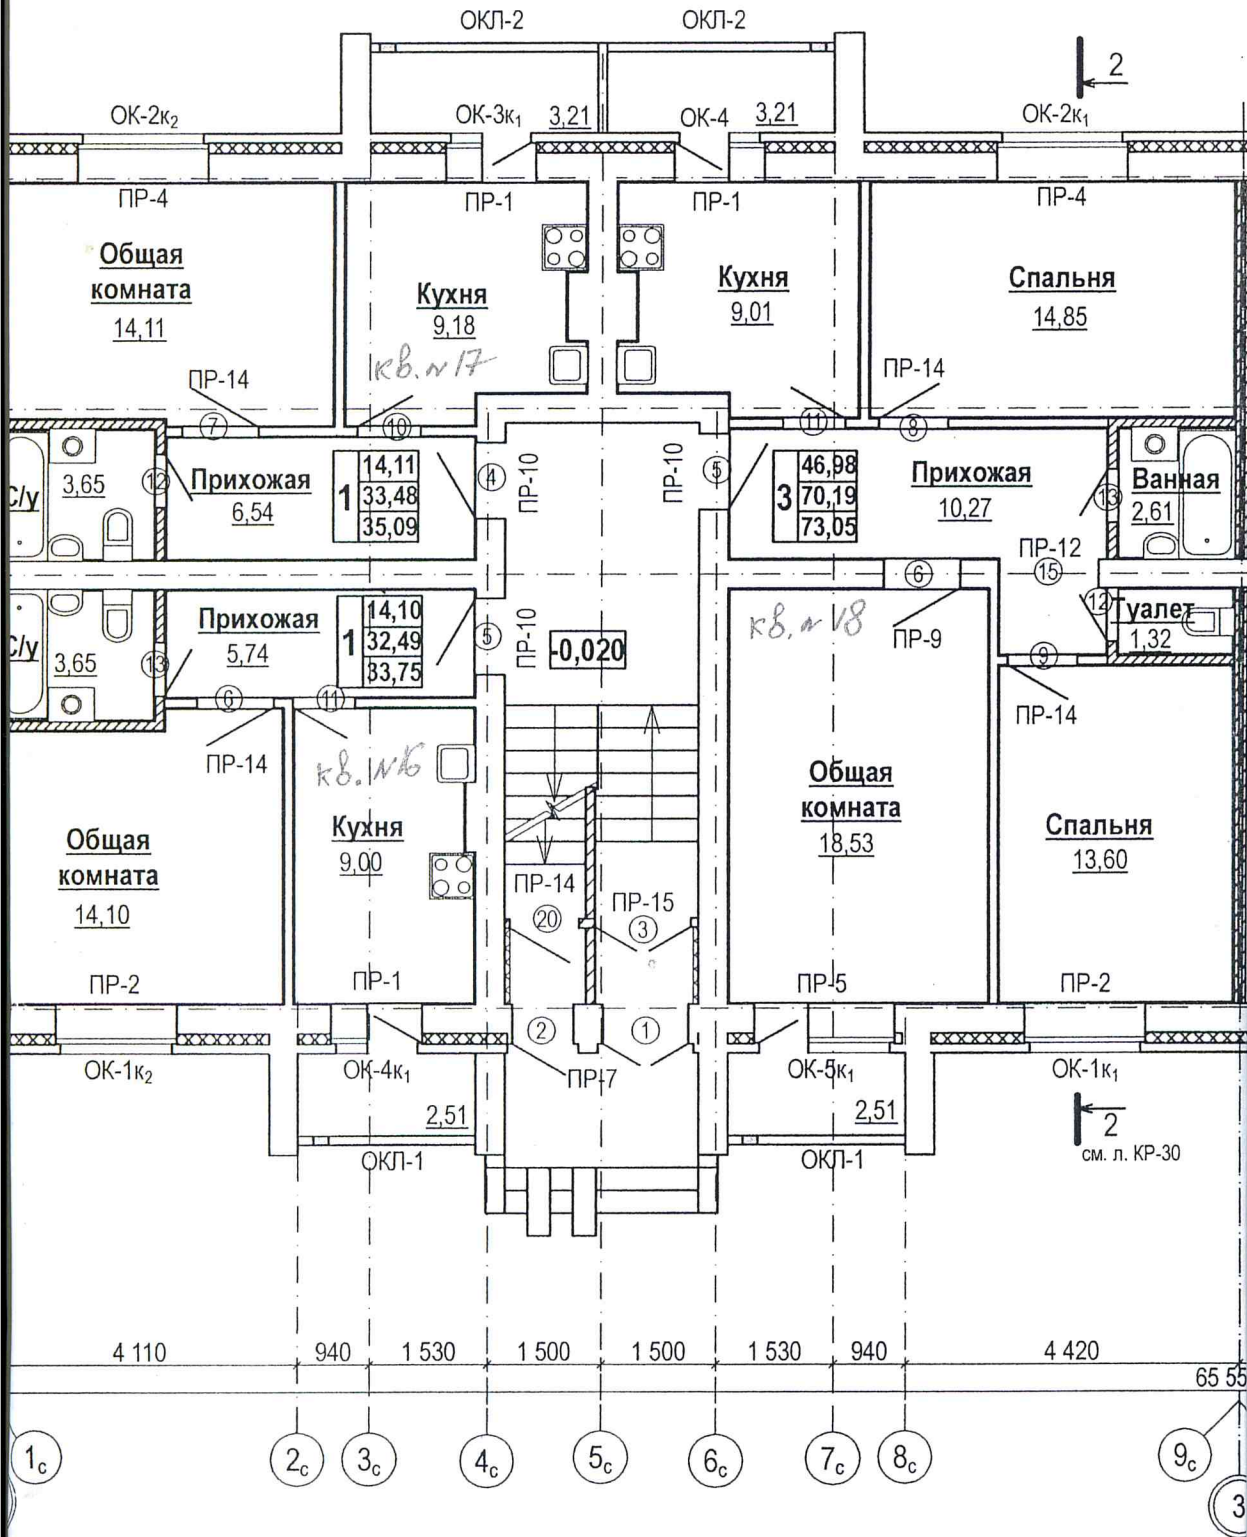 ОКЛ-2
ОКЛ-2
2
ОК-2к₂
ОК-3к₁
3,21
ОК-4
3,21
ОК-2к₁
ПР-4
ПР-1
ПР-1
ПР-4
Общая
комната
14,11
Кухня
9,18
кв. №17
Кухня
9,01
Спальня
14,85
ПР-14
ПР-14
7
10
11
8
С/у
3,65
12
Прихожая
6,54
1
14,11
33,48
35,09
4
ПР-10
ПР-10
5
3
46,98
70,19
73,05
Прихожая
10,27
13
Ванная
2,61
ПР-12
15
6
С/у
3,65
13
Прихожая
5,74
1
14,10
32,49
33,75
5
ПР-10
-0,020
кв. №18
ПР-9
12
Туалет
1,32
9
6
11
ПР-14
ПР-14
кв. №16
Общая
комната
14,10
Кухня
9,00
Общая
комната
18,53
Спальня
13,60
ПР-14
20
ПР-15
3
ПР-2
ПР-1
ПР-5
ПР-2
2
1
ОК-1к₂
ОК-4к₁
ПР-7
ОК-5к₁
ОК-1к₁
2,51
2,51
2
см. л. КР-30
ОКЛ-1
ОКЛ-1
4 110
940
1 530
1 500
1 500
1 530
940
4 420
65 55
1с
2с
3с
4с
5с
6с
7с
8с
9с
3